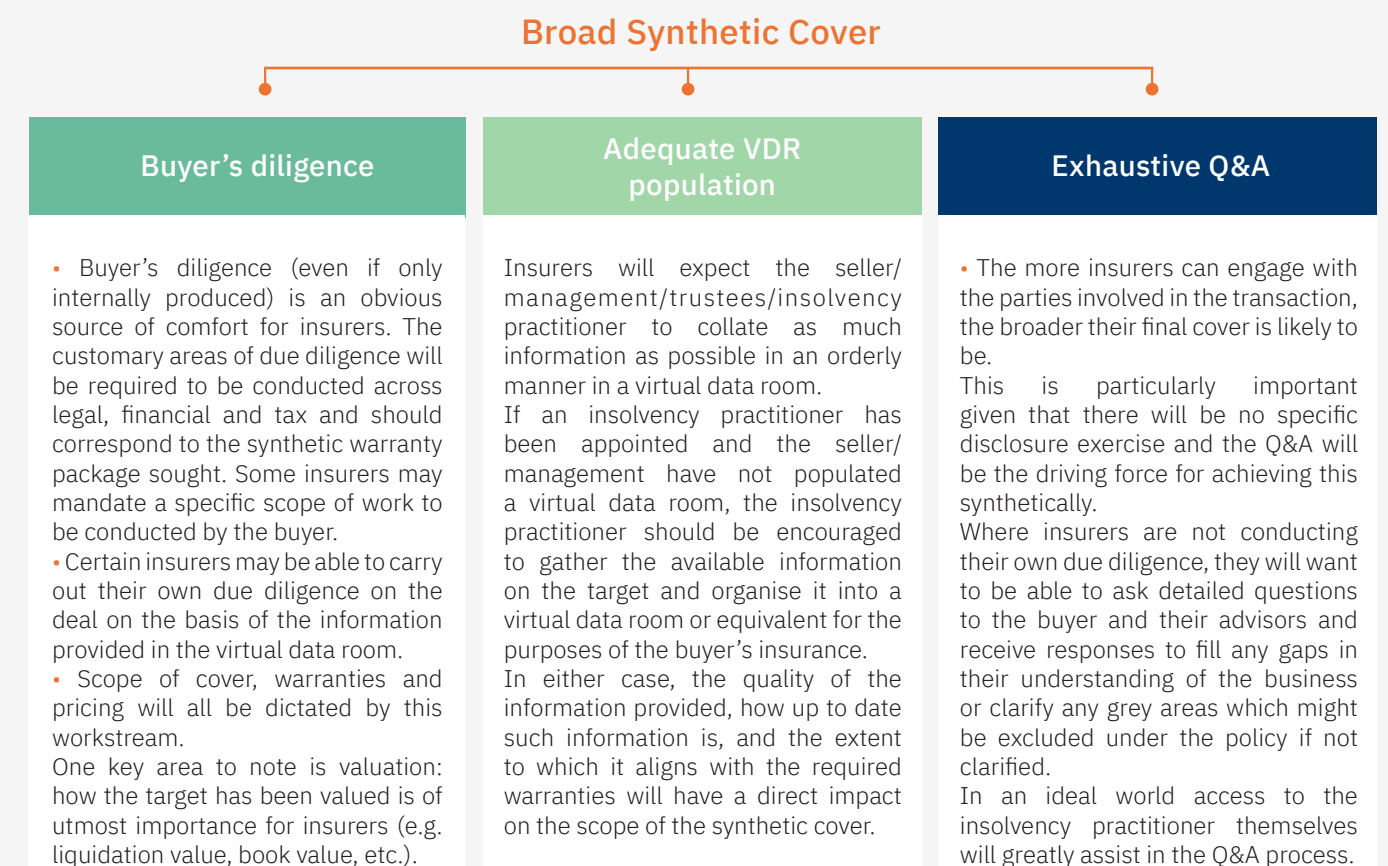 Broad Synthetic Cover
Buyer’s diligence
• Buyer’s diligence (even if only
internally produced) is an obvious
source of comfort for insurers. The
customary areas of due diligence will
be required to be conducted across
legal, financial and tax and should
correspond to the synthetic warranty
package sought. Some insurers may
mandate a specific scope of work to
be conducted by the buyer.
• Certain insurers may be able to carry
out their own due diligence on the
deal on the basis of the information
provided in the virtual data room.
• Scope of cover, warranties and
pricing will all be dictated by this
workstream.
One key area to note is valuation:
how the target has been valued is of
utmost importance for insurers (e.g.
liquidation value, book value, etc.).
Adequate VDR
population
Insurers will expect the seller/
management/trustees/insolvency
practitioner to collate as much
information as possible in an orderly
manner in a virtual data room.
If an insolvency practitioner has
been appointed and the seller/
management have not populated
a virtual data room, the insolvency
practitioner should be encouraged
to gather the available information
on the target and organise it into a
virtual data room or equivalent for the
purposes of the buyer’s insurance.
In either case, the quality of the
information provided, how up to date
such information is, and the extent
to which it aligns with the required
warranties will have a direct impact
on the scope of the synthetic cover.
Exhaustive Q&A
• The more insurers can engage with
the parties involved in the transaction,
the broader their final cover is likely to
be.
This is particularly important
given that there will be no specific
disclosure exercise and the Q&A will
be the driving force for achieving this
synthetically.
Where insurers are not conducting
their own due diligence, they will want
to be able to ask detailed questions
to the buyer and their advisors and
receive responses to fill any gaps in
their understanding of the business
or clarify any grey areas which might
be excluded under the policy if not
clarified.
In an ideal world access to the
insolvency practitioner themselves
will greatly assist in the Q&A process.